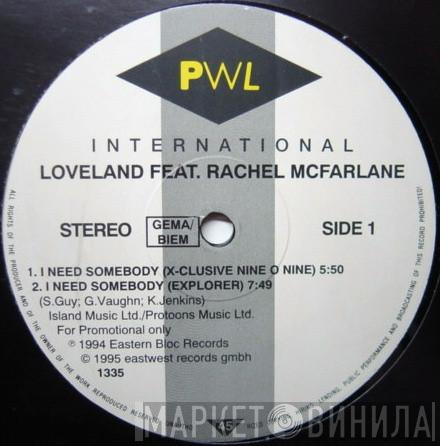 PWL
INTERNATIONAL
LOVELAND FEAT. RACHEL MCFARLANE
STEREO
GEMA/
BIEM
SIDE 1
1. I NEED SOMEBODY (X-CLUSIVE NINE O NINE) 5:50
2. I NEED SOMEBODY (EXPLORER) 7:49
(S.Guy; G.Vaughn; K.Jenkins)
Island Music Ltd./Protoons Music Ltd.
For Promotional only
℗ 1994 Eastern Bloc Records
© 1995 eastwest records gmbh
1335
45
ALL RIGHTS OF THE PRODUCER AND OF THE OWNER OF THE WORK REPRODUCED RESERVED. HIRING, LENDING, PUBLIC PERFORMANCE AND BROADCASTING OF THIS RECORD PROHIBITED!
МАРКЕТ ВИНИЛА